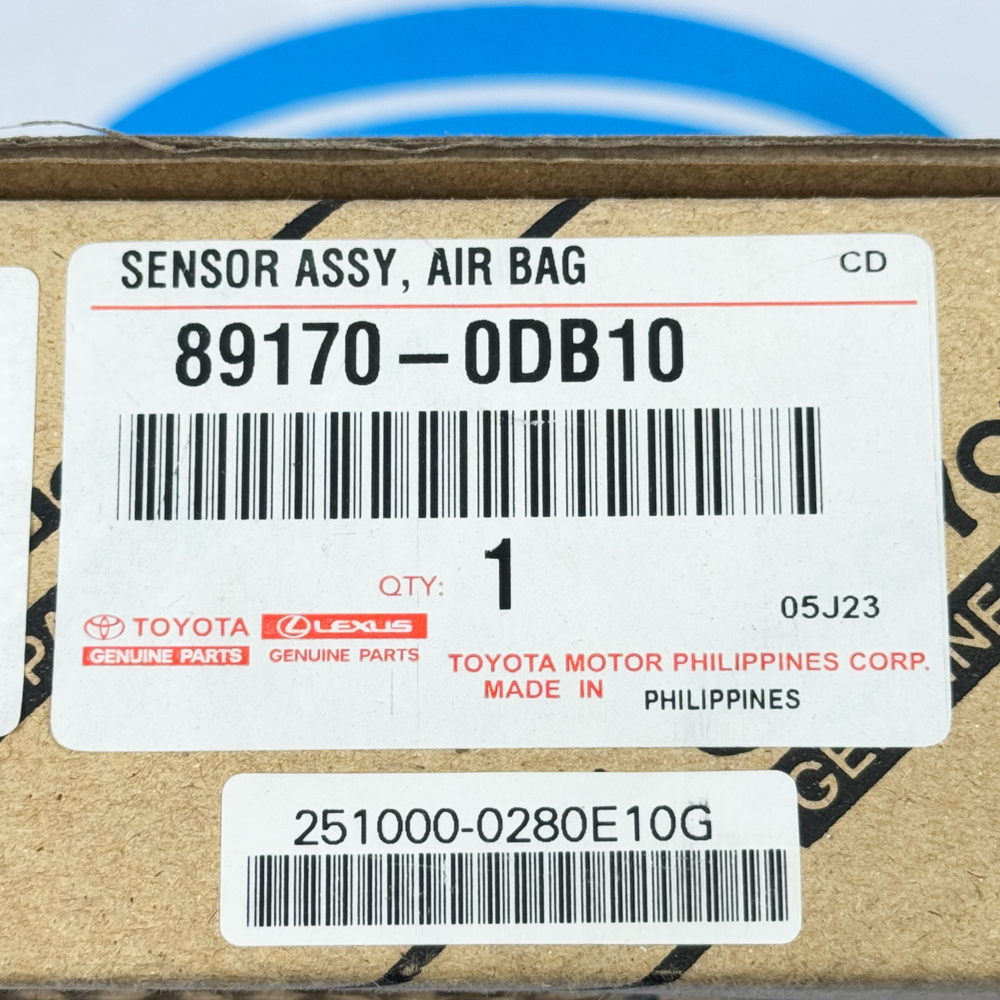 SENSOR ASSY, AIR BAG
CD
89170-0DB10
QTY: 1
05J23
TOYOTA LEXUS
GENUINE PARTS GENUINE PARTS
TOYOTA MOTOR PHILIPPINES CORP.
MADE IN PHILIPPINES
251000-0280E10G